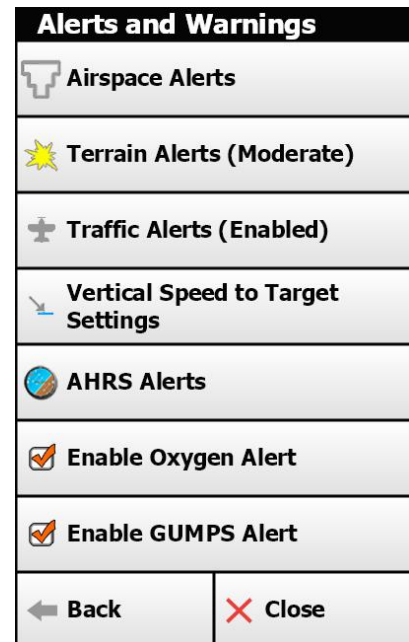 Alerts and Warnings
Airspace Alerts
Terrain Alerts (Moderate)
Traffic Alerts (Enabled)
Vertical Speed to Target
Settings
AHRS Alerts
Enable Oxygen Alert
Enable GUMPS Alert
Back Close